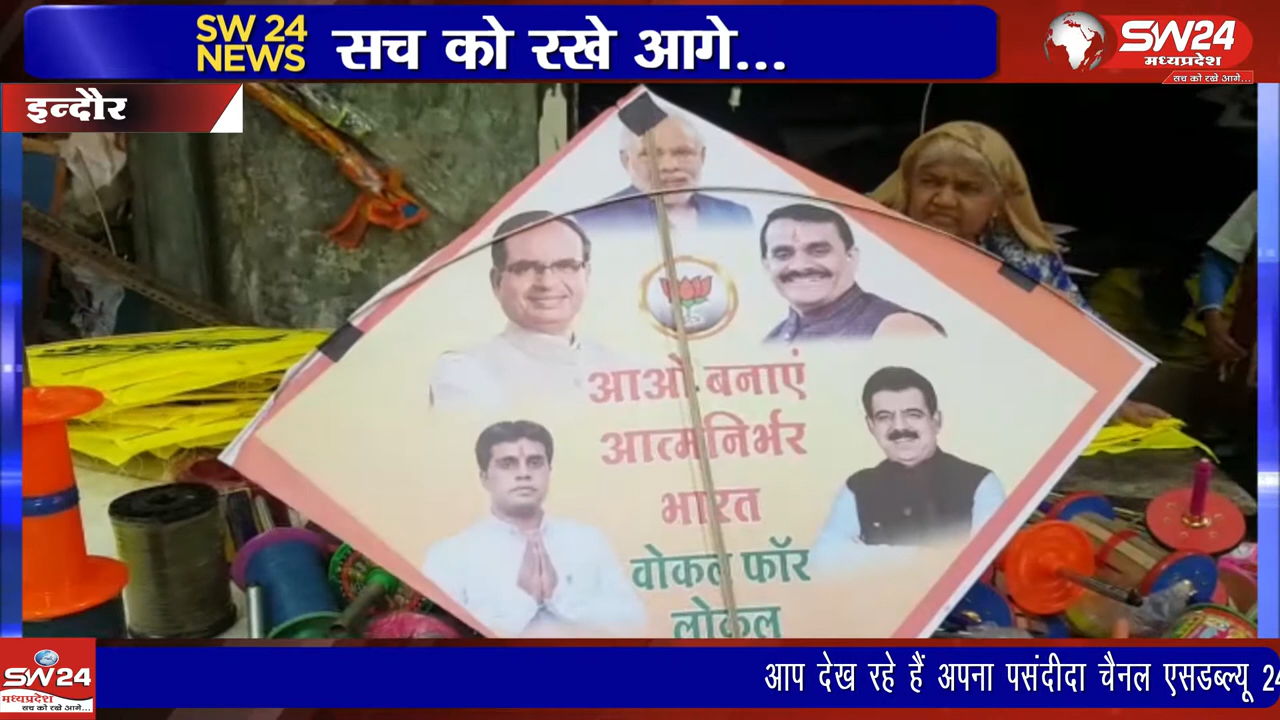 SW 24
NEWS
सच को रखे आगे...
SW24
मध्यप्रदेश
सच को रखे आगे...
इन्दौर
आओ बनाएं
आत्मनिर्भर
भारत
वोकल फॉर
लोकल
SW24
मध्यप्रदेश
सच को रखे आगे...
आप देख रहे हैं अपना पसंदीदा चैनल एसडब्ल्यू 24